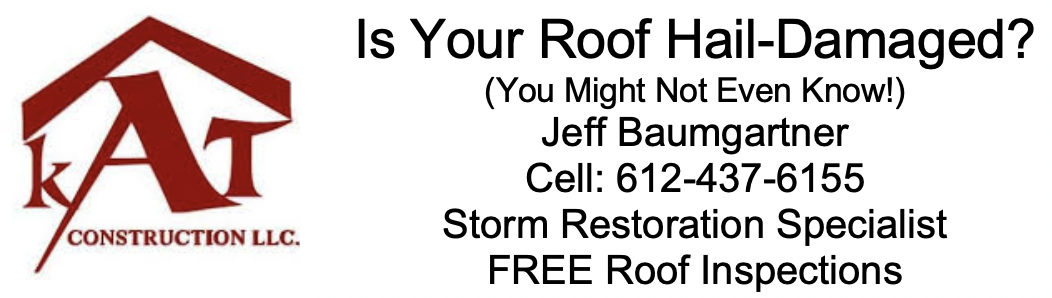 kAT
CONSTRUCTION LLC.
Is Your Roof Hail-Damaged?
(You Might Not Even Know!)
Jeff Baumgartner
Cell: 612-437-6155
Storm Restoration Specialist
FREE Roof Inspections